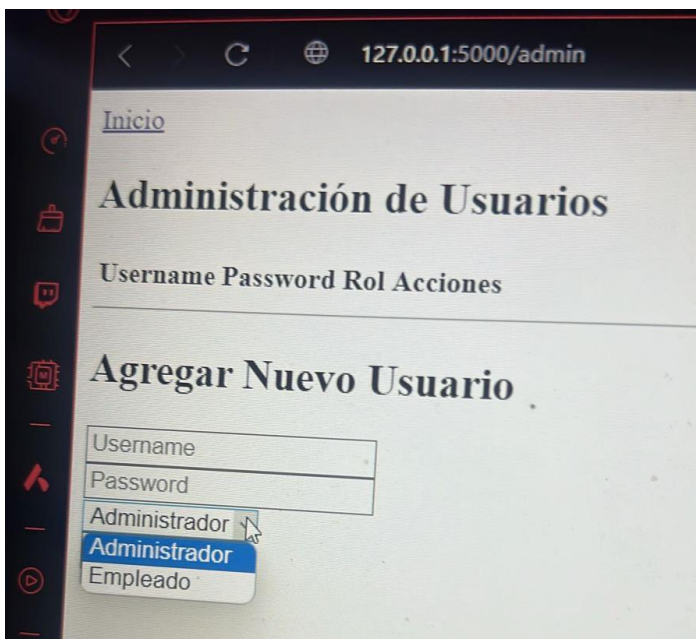 127.0.0.1:5000/admin
Inicio
Administración de Usuarios
Username Password Rol Acciones
Agregar Nuevo Usuario
Username
Password
Administrador
Administrador
Empleado